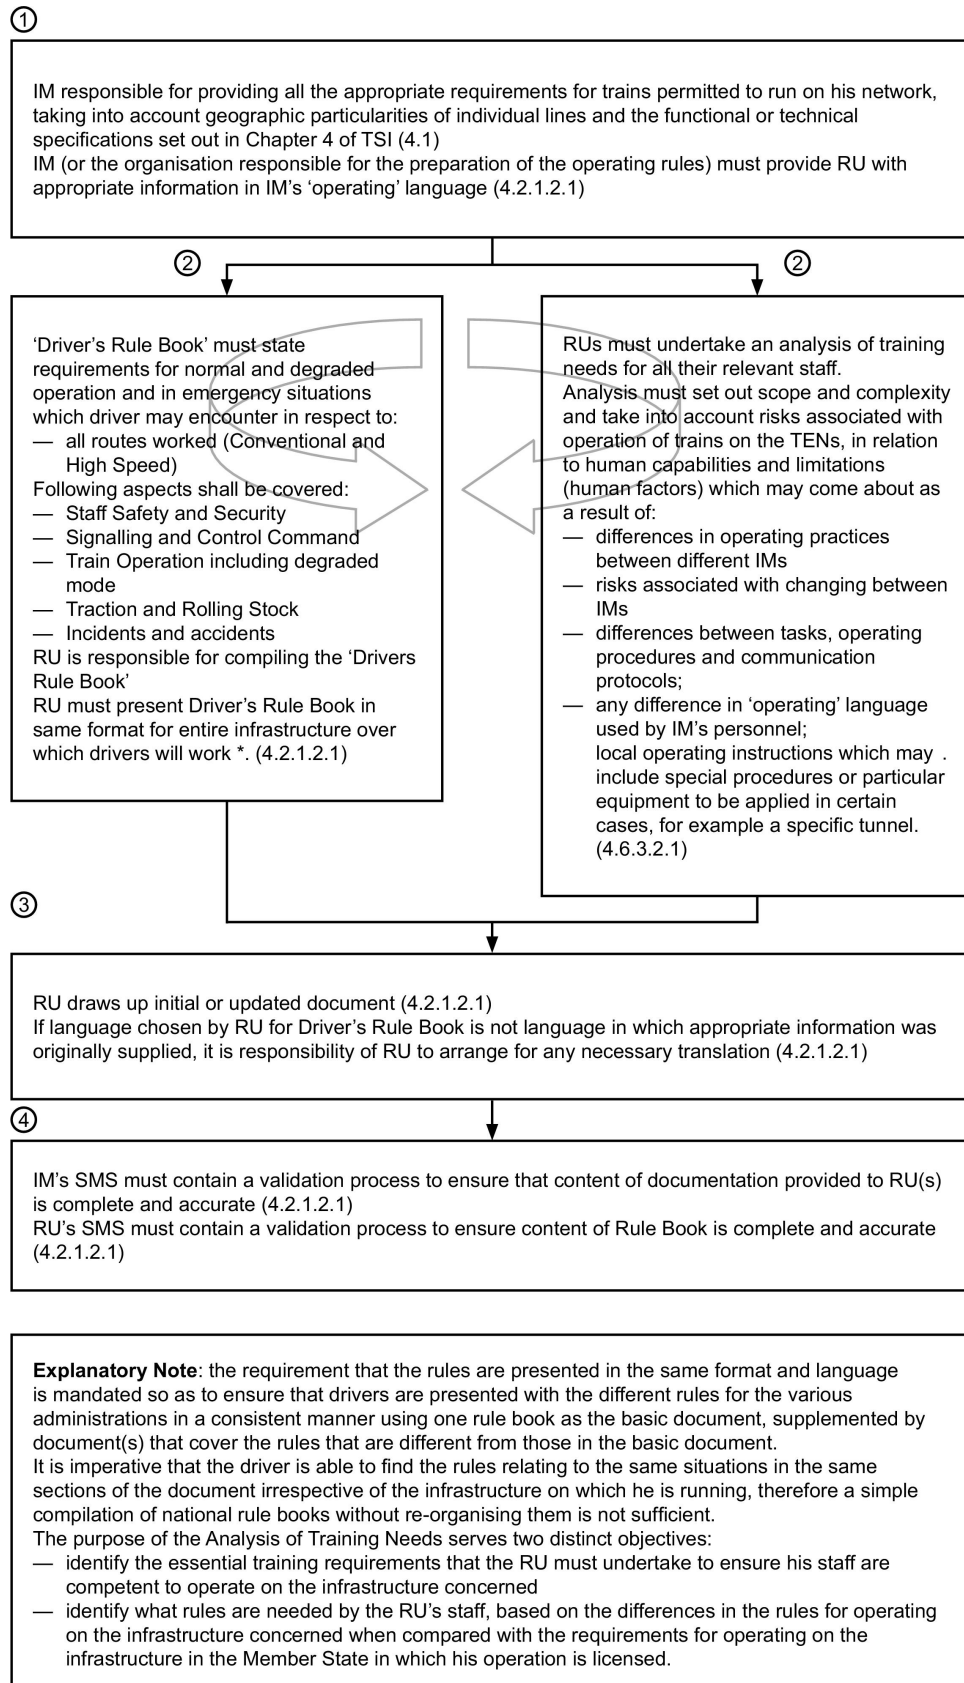 ①
IM responsible for providing all the appropriate requirements for trains permitted to run on his network,
taking into account geographic particularities of individual lines and the functional or technical
specifications set out in Chapter 4 of TSI (4.1)
IM (or the organisation responsible for the preparation of the operating rules) must provide RU with
appropriate information in IM's 'operating' language (4.2.1.2.1)
②
②
'Driver's Rule Book' must state
requirements for normal and degraded
operation and in emergency situations
which driver may encounter in respect to:
— all routes worked (Conventional and
High Speed)
Following aspects shall be covered:
— Staff Safety and Security
— Signalling and Control Command
— Train Operation including degraded
mode
— Traction and Rolling Stock
— Incidents and accidents
RU is responsible for compiling the 'Drivers
Rule Book'
RU must present Driver's Rule Book in
same format for entire infrastructure over
which drivers will work *. (4.2.1.2.1)
RUs must undertake an analysis of training
needs for all their relevant staff.
Analysis must set out scope and complexity
and take into account risks associated with
operation of trains on the TENs, in relation
to human capabilities and limitations
(human factors) which may come about as
a result of:
— differences in operating practices
between different IMs
— risks associated with changing between
IMs
— differences between tasks, operating
procedures and communication
protocols;
— any difference in 'operating' language
used by IM's personnel;
local operating instructions which may .
include special procedures or particular
equipment to be applied in certain
cases, for example a specific tunnel.
(4.6.3.2.1)
③
RU draws up initial or updated document (4.2.1.2.1)
If language chosen by RU for Driver's Rule Book is not language in which appropriate information was
originally supplied, it is responsibility of RU to arrange for any necessary translation (4.2.1.2.1)
④
IM's SMS must contain a validation process to ensure that content of documentation provided to RU(s)
is complete and accurate (4.2.1.2.1)
RU's SMS must contain a validation process to ensure content of Rule Book is complete and accurate
(4.2.1.2.1)
Explanatory Note: the requirement that the rules are presented in the same format and language
is mandated so as to ensure that drivers are presented with the different rules for the various
administrations in a consistent manner using one rule book as the basic document, supplemented by
document(s) that cover the rules that are different from those in the basic document.
It is imperative that the driver is able to find the rules relating to the same situations in the same
sections of the document irrespective of the infrastructure on which he is running, therefore a simple
compilation of national rule books without re-organising them is not sufficient.
The purpose of the Analysis of Training Needs serves two distinct objectives:
— identify the essential training requirements that the RU must undertake to ensure his staff are
competent to operate on the infrastructure concerned
— identify what rules are needed by the RU's staff, based on the differences in the rules for operating
on the infrastructure concerned when compared with the requirements for operating on the
infrastructure in the Member State in which his operation is licensed.